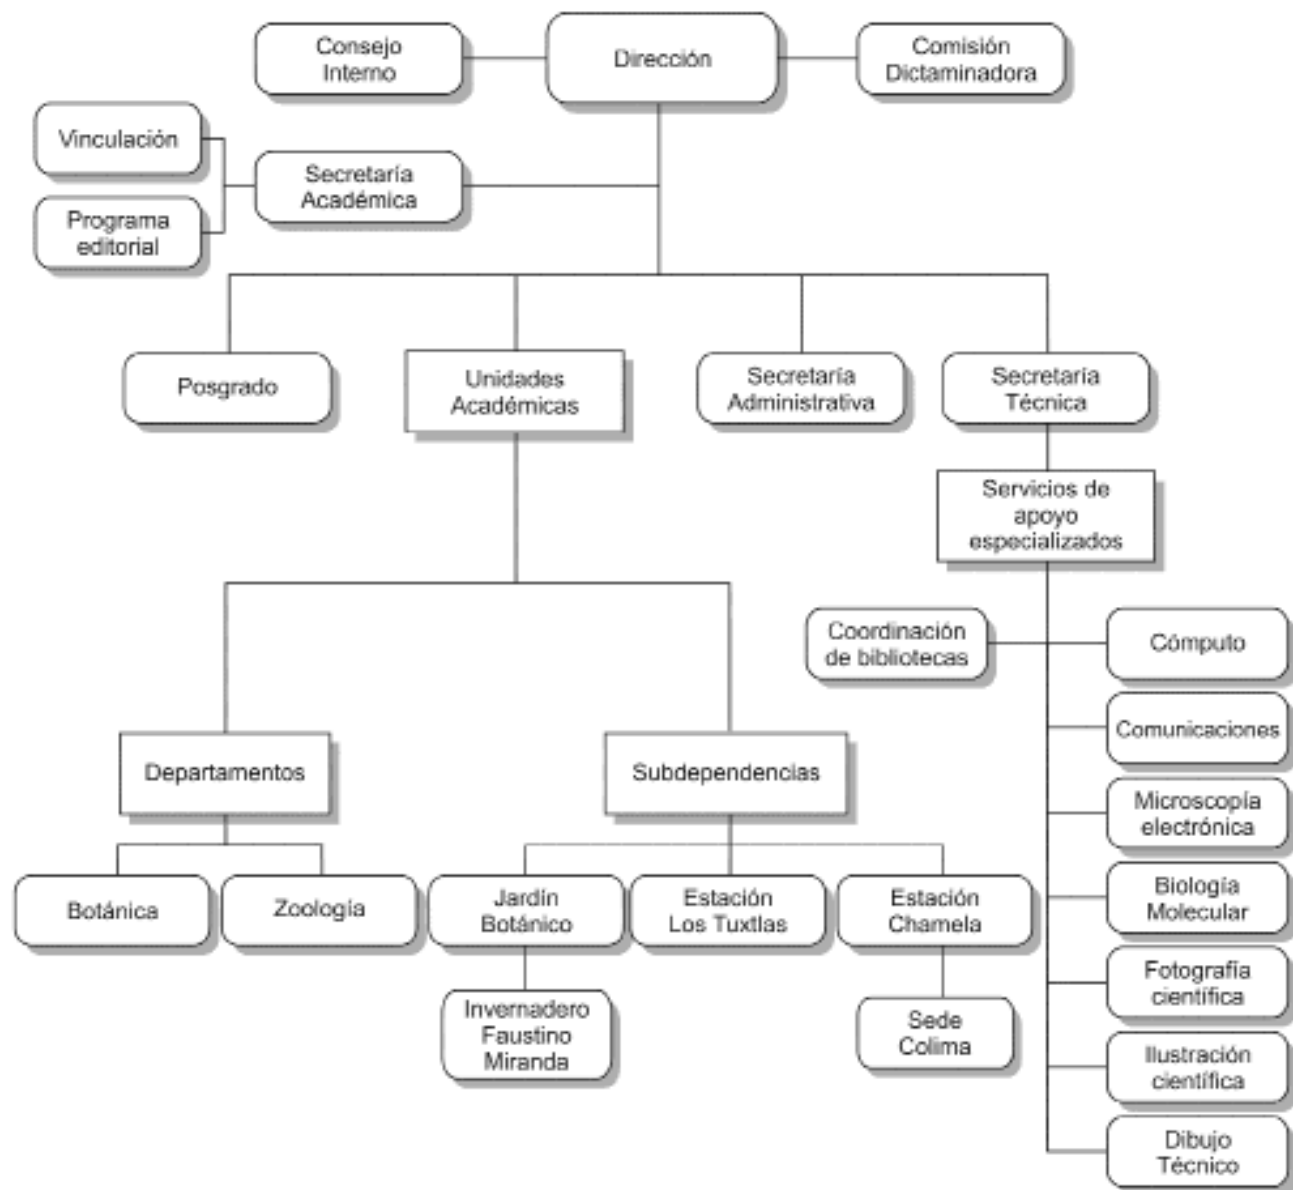 Consejo
Interno
Dirección
Comisión
Dictaminadora
Vinculación
Secretaría
Académica
Programa
editorial
Posgrado
Unidades
Académicas
Secretaría
Administrativa
Secretaría
Técnica
Servicios de
apoyo
especializados
Coordinación
de bibliotecas
Cómputo
Comunicaciones
Departamentos
Subdependencias
Microscopía
electrónica
Botánica
Zoología
Jardín
Botánico
Estación
Los Tuxtlas
Estación
Chamela
Biología
Molecular
Invernadero
Faustino
Miranda
Sede
Colima
Fotografía
científica
Ilustración
científica
Dibujo
Técnico